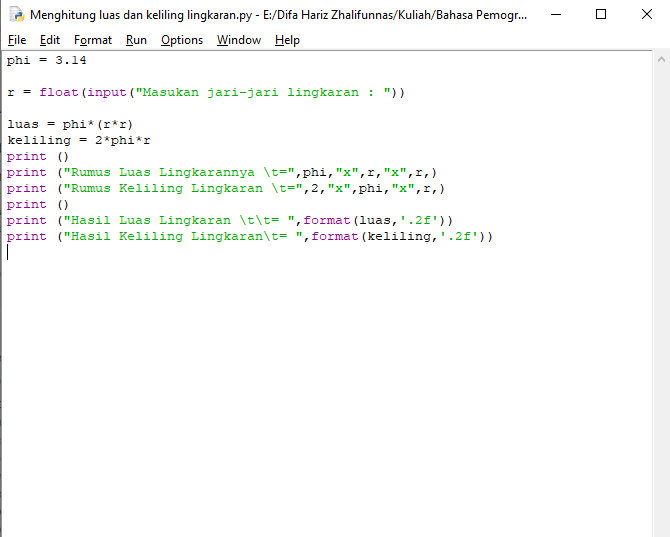 Menghitung luas dan keliling lingkaran.py - E:/Difa Hariz Zhalifunnas/Kuliah/Bahasa Pemogr...
File Edit Format Run Options Window Help
phi = 3.14
r = float(input("Masukan jari-jari lingkaran : "))
luas = phi*(r*r)
keliling = 2*phi*r
print ()
print ("Rumus Luas Lingkarannya \t=",phi,"x",r,"x",r,)
print ("Rumus Keliling Lingkaran \t=",2,"x",phi,"x",r,)
print ()
print ("Hasil Luas Lingkaran \t\t= ",format(luas,'.2f'))
print ("Hasil Keliling Lingkaran\t= ",format(keliling,'.2f'))